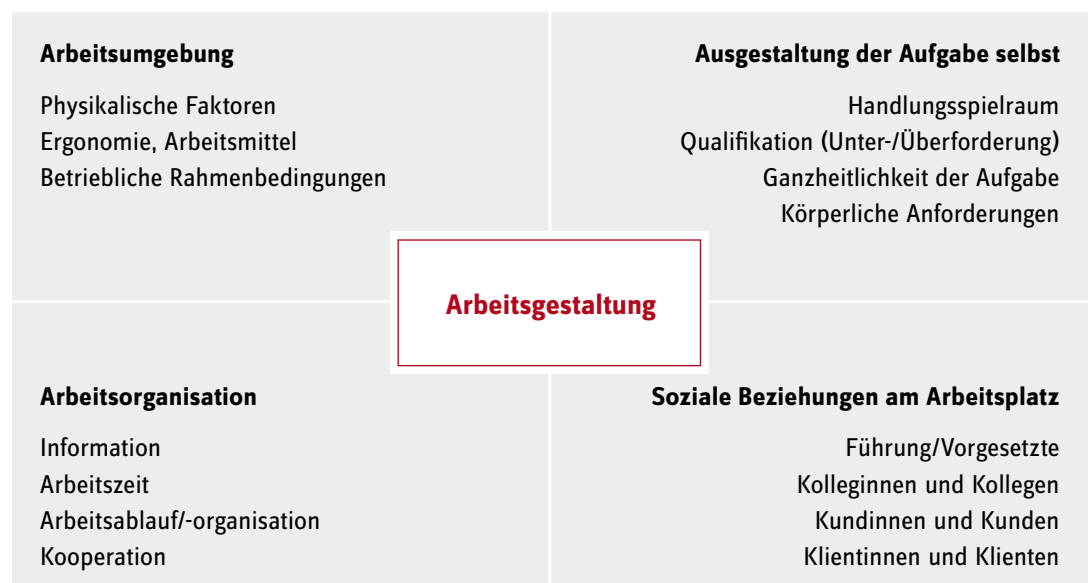 Arbeitsumgebung
Physikalische Faktoren
Ergonomie, Arbeitsmittel
Betriebliche Rahmenbedingungen
Ausgestaltung der Aufgabe selbst
Handlungsspielraum
Qualifikation (Unter-/Überforderung)
Ganzheitlichkeit der Aufgabe
Körperliche Anforderungen
Arbeitsgestaltung
Arbeitsorganisation
Information
Arbeitszeit
Arbeitsablauf/-organisation
Kooperation
Soziale Beziehungen am Arbeitsplatz
Führung/Vorgesetzte
Kolleginnen und Kollegen
Kundinnen und Kunden
Klientinnen und Klienten